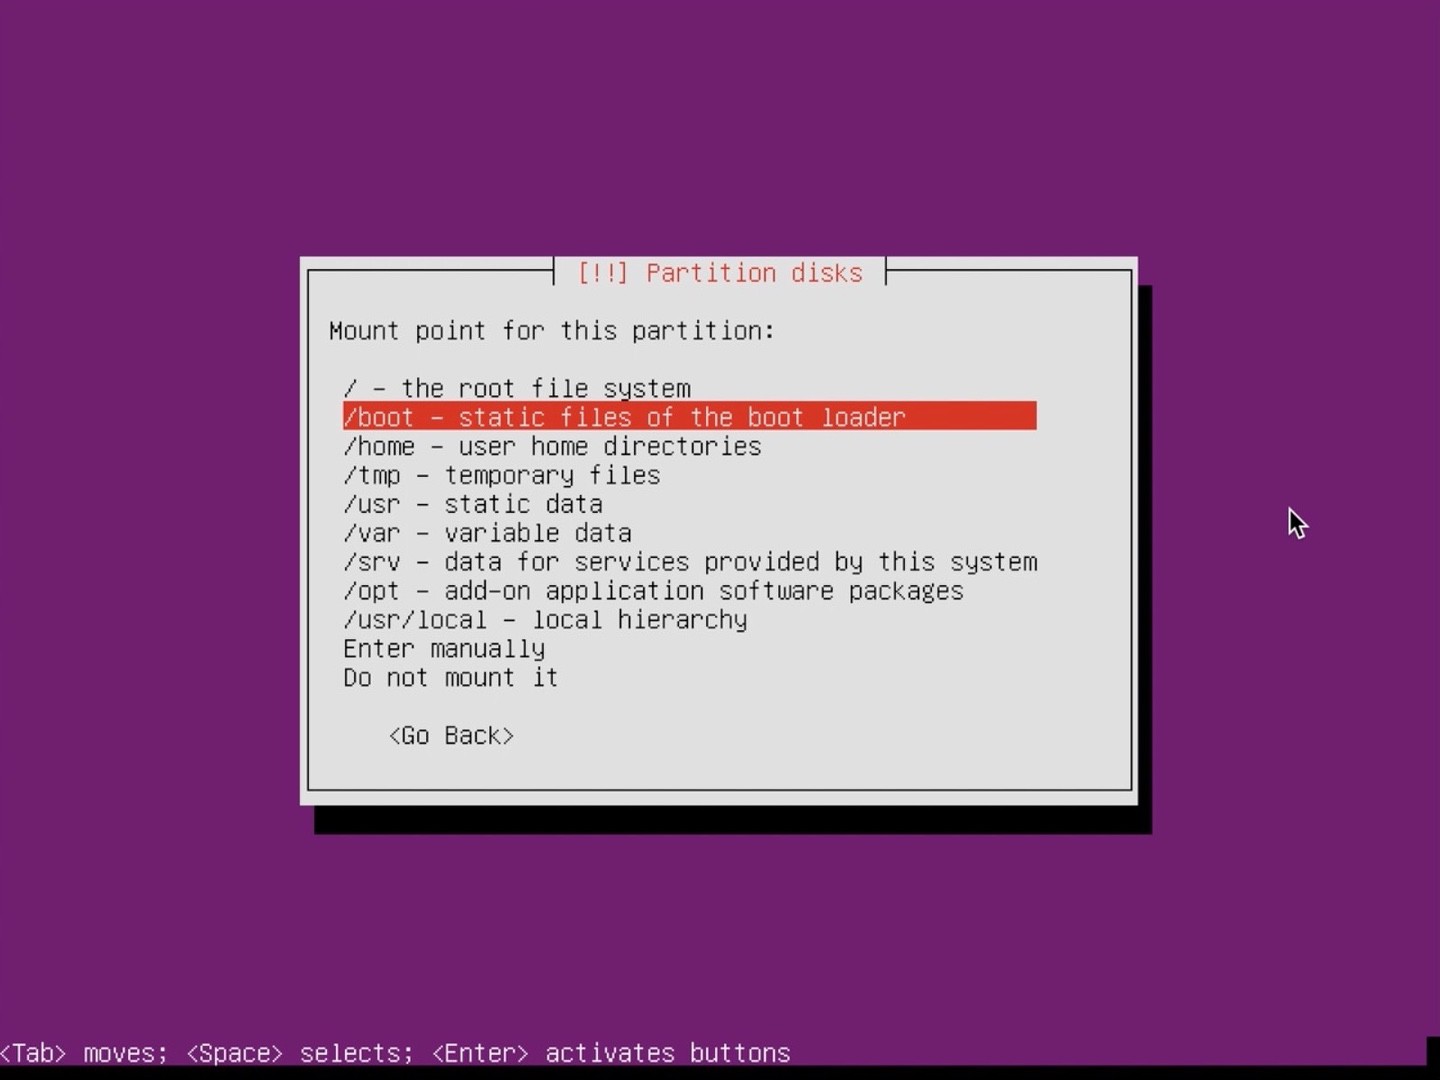 [!!] Partition disks
Mount point for this partition:
/ – the root file system
/boot – static files of the boot loader
/home – user home directories
/tmp – temporary files
/usr – static data
/var – variable data
/srv – data for services provided by this system
/opt – add-on application software packages
/usr/local – local hierarchy
Enter manually
Do not mount it
<Go Back>
<Tab> moves; <Space> selects; <Enter> activates buttons